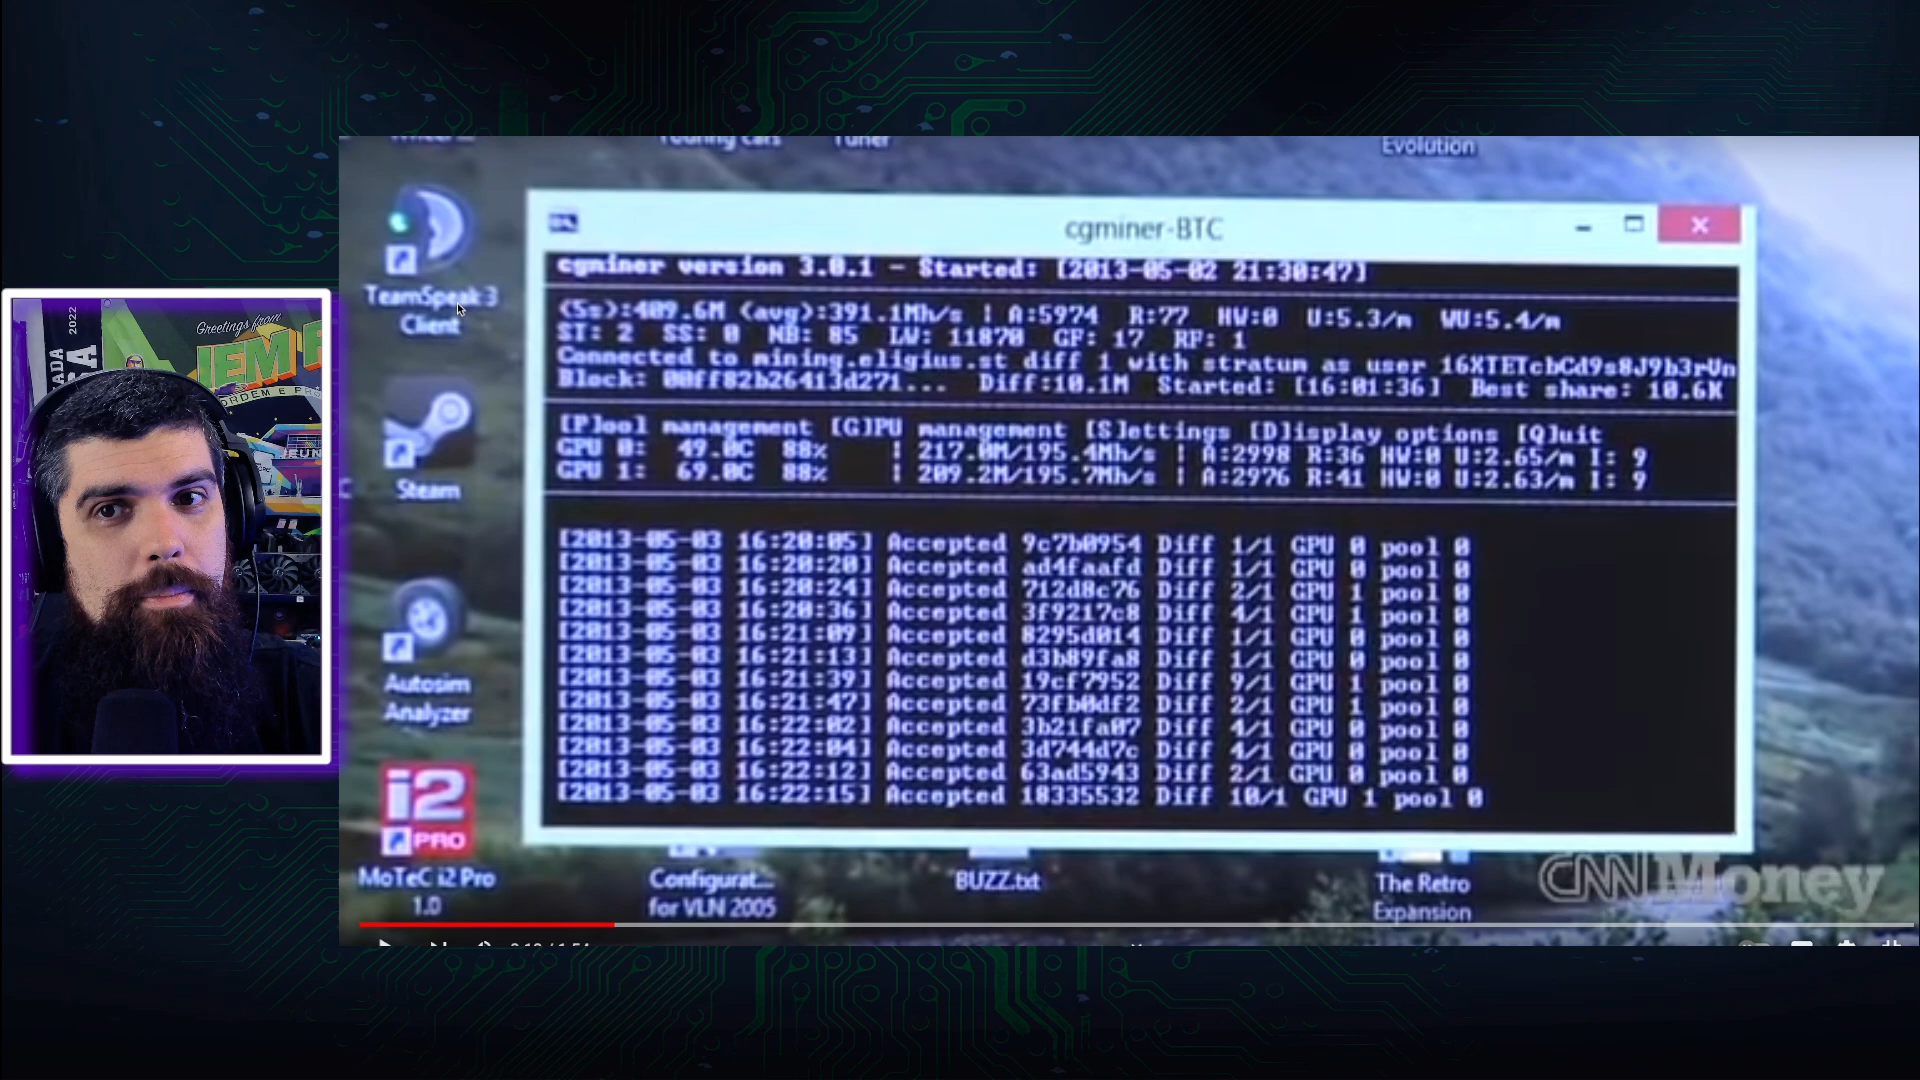 2022
Greetings from
IEM
ORDEM E PRO
Touring Cars
Tuner
Evolution
TeamSpeak 3
Client
Steam
Autosim
Analyzer
i2
PRO
MoTeC i2 Pro
1.0
cgminer-BTC
cgminer version 3.0.1 - Started: [2013-05-02 21:30:47]
(5s):409.6M (avg):391.1Mh/s | A:5974 R:77 HW:0 U:5.3/m WU:5.4/m
ST: 2 SS: 0 NB: 85 LW: 11870 GF: 17 RF: 1
Connected to mining.eligius.st diff 1 with stratum as user 16XTETcbCd9s8J9b3rUn
Block: 00ff82b26413d271... Diff:10.1M Started: [16:01:36] Best share: 10.6K
[P]ool management [G]PU management [S]ettings [D]isplay options [Q]uit
GPU 0: 49.0C 88% | 217.0M/195.4Mh/s | A:2998 R:36 HW:0 U:2.65/m I: 9
GPU 1: 69.0C 88% | 209.2M/195.7Mh/s | A:2976 R:41 HW:0 U:2.63/m I: 9
[2013-05-03 16:20:05] Accepted 9c7b0954 Diff 1/1 GPU 0 pool 0
[2013-05-03 16:20:20] Accepted ad4faafd Diff 1/1 GPU 0 pool 0
[2013-05-03 16:20:24] Accepted 712d8c76 Diff 2/1 GPU 1 pool 0
[2013-05-03 16:20:36] Accepted 3f9217c8 Diff 4/1 GPU 1 pool 0
[2013-05-03 16:21:09] Accepted 8295d014 Diff 1/1 GPU 0 pool 0
[2013-05-03 16:21:13] Accepted d3b89fa8 Diff 1/1 GPU 0 pool 0
[2013-05-03 16:21:39] Accepted 19cf7952 Diff 9/1 GPU 1 pool 0
[2013-05-03 16:21:47] Accepted 73fb0df2 Diff 2/1 GPU 1 pool 0
[2013-05-03 16:22:02] Accepted 3b21fa07 Diff 4/1 GPU 0 pool 0
[2013-05-03 16:22:04] Accepted 3d744d7c Diff 4/1 GPU 0 pool 0
[2013-05-03 16:22:12] Accepted 63ad5943 Diff 2/1 GPU 0 pool 0
[2013-05-03 16:22:15] Accepted 18335532 Diff 10/1 GPU 1 pool 0
Configurat...
for VLN 2005
BUZZ.txt
The Retro
Expansion
CNNMoney